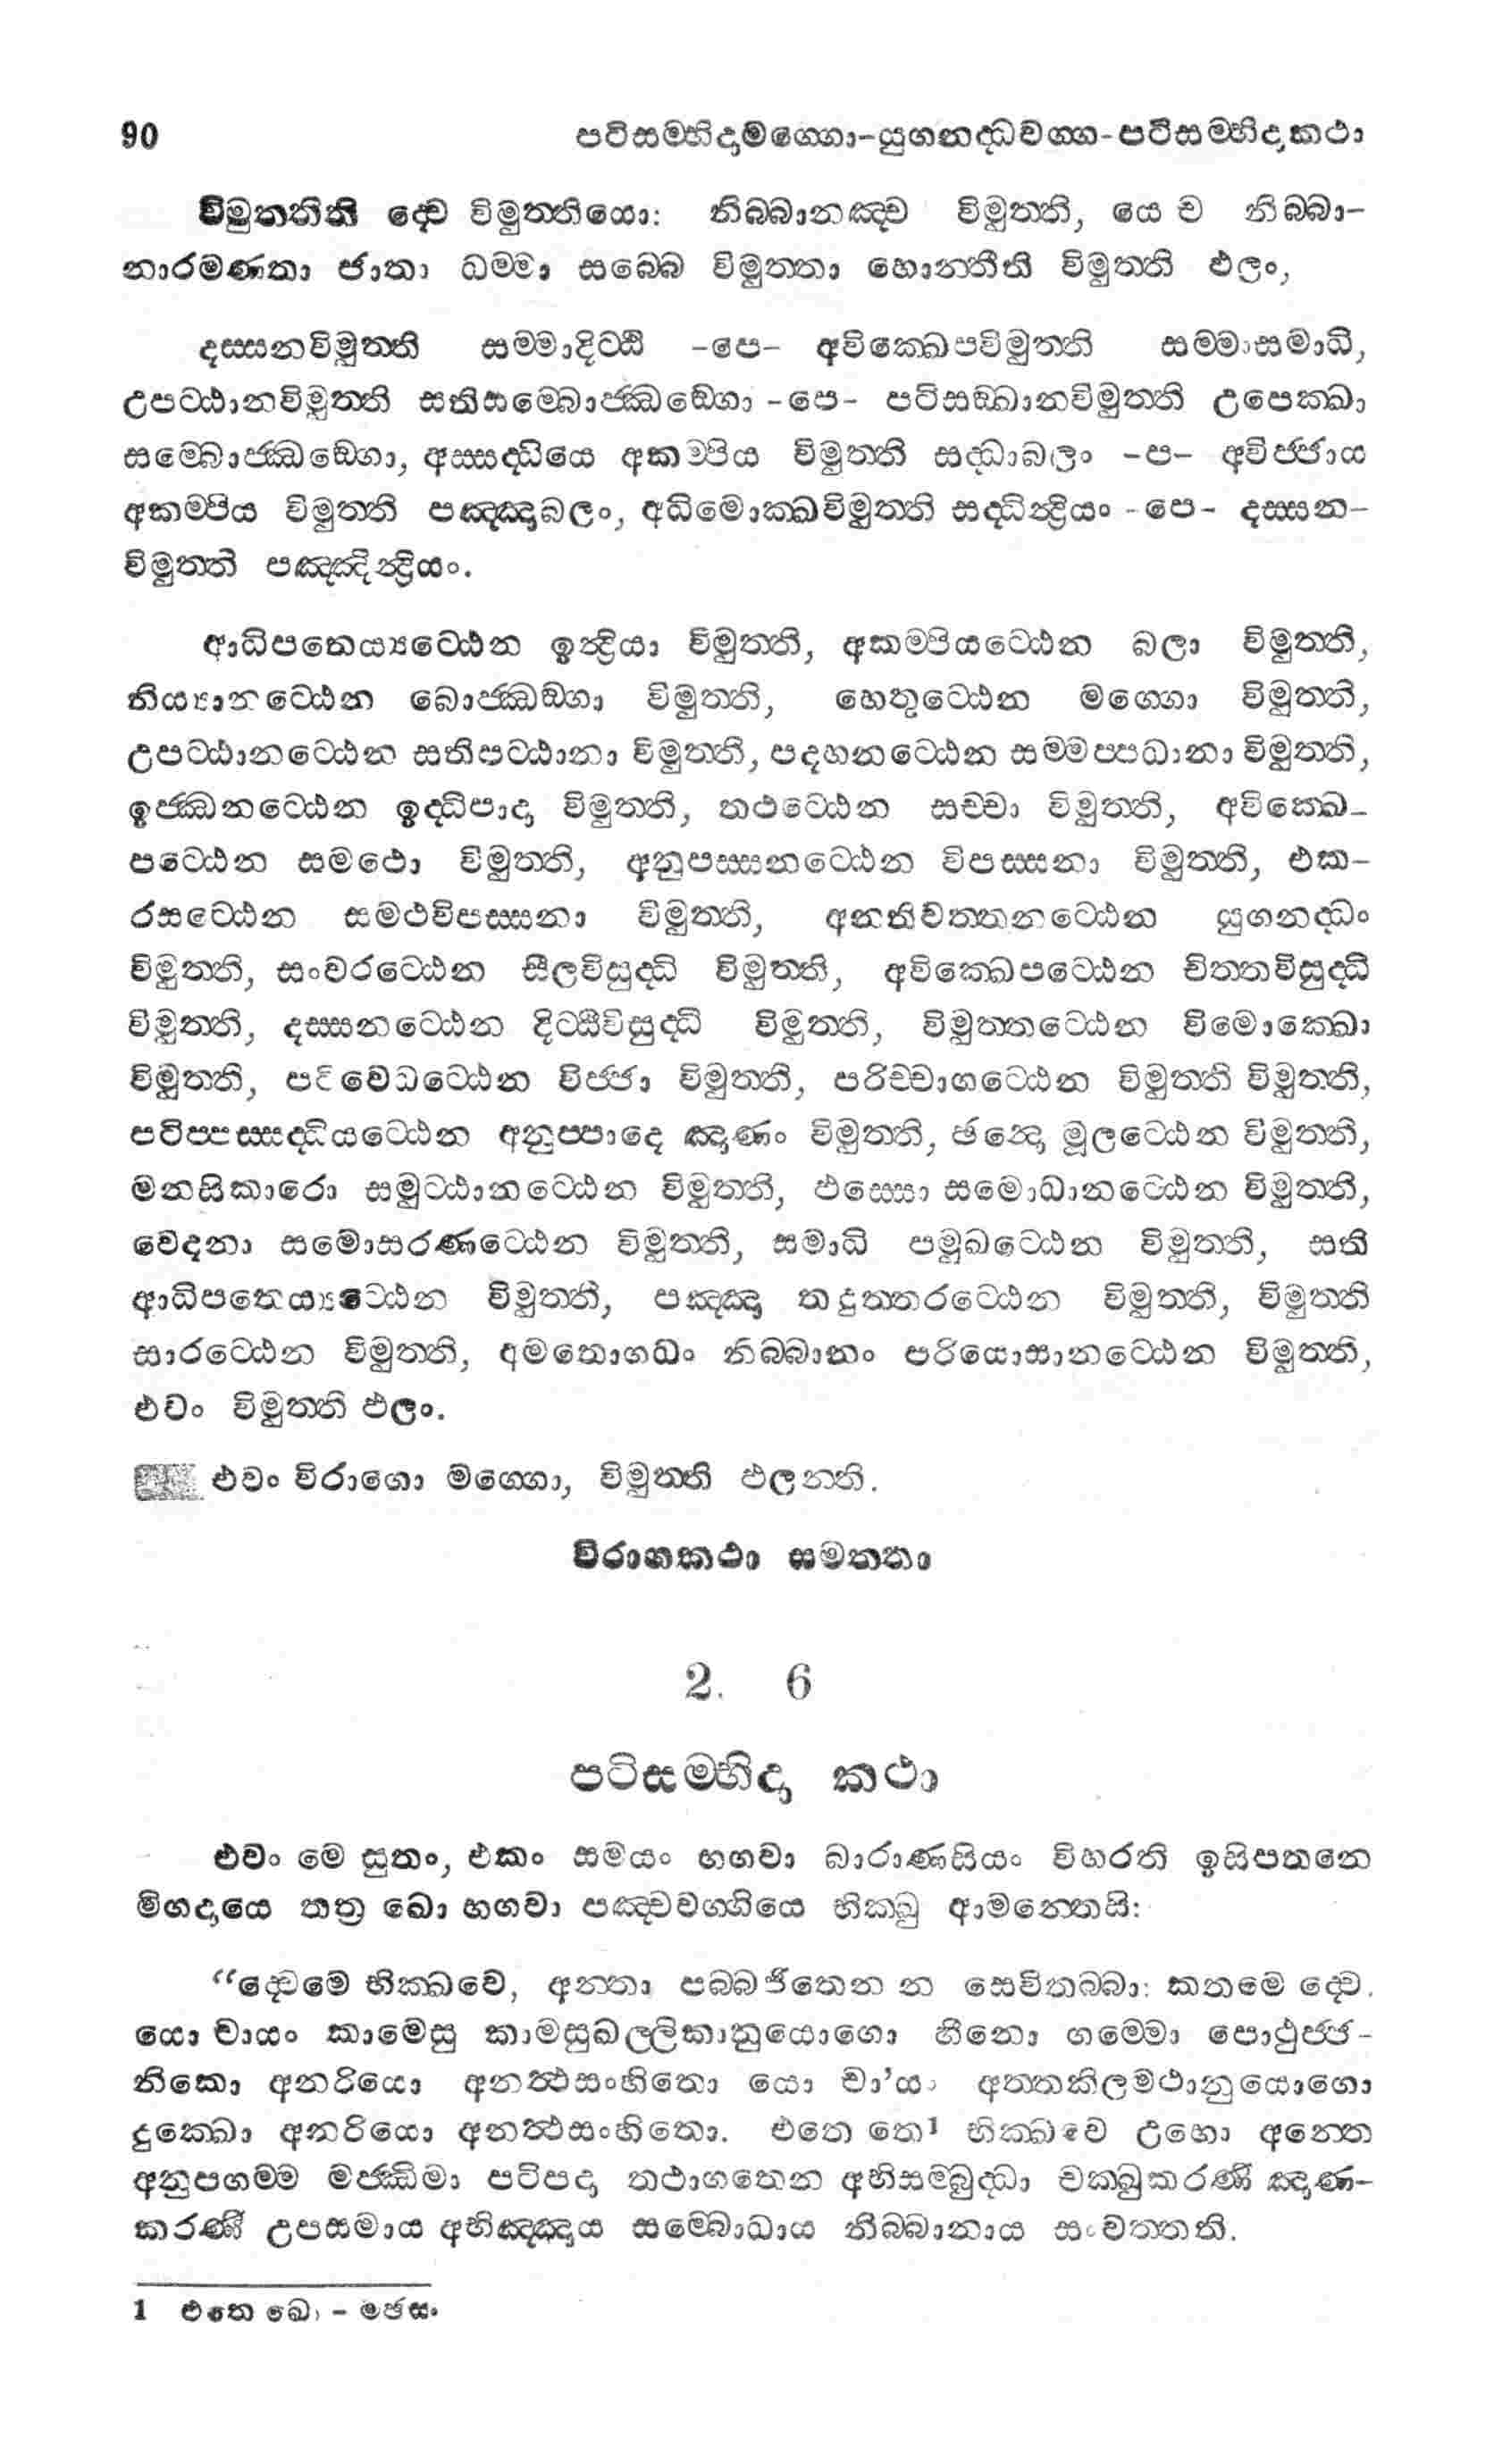 90 පටිසම්භිදාමග්ගො-යුගනද්ධවග්ග-පටිසම්භිදාකථා
විමුත්තීති ද්වෙ විමුත්තියො: නිබ්බානඤ්ච විමුත්ති, යෙ ච නිබ්බා-
නාරමණතා ජාතා ධම්මා සබ්බෙ විමුත්තා හොන්තීති විමුත්ති ඵලං,
දස්සනවිමුත්ති සම්මාදිට්ඨි -පෙ- අවික්ඛෙපවිමුත්ති සම්මාසමාධි,
උපට්ඨානවිමුත්ති සතිසම්බොජ්ඣඞ්ගො -පෙ- පටිසඞ්ඛානවිමුත්ති උපෙක්ඛා
සම්බොජ්ඣඞ්ගො, අස්සද්ධියෙ අකම්පිය විමුත්ති සද්ධාබලං -ප- අවිජ්ජාය
අකම්පිය විමුත්ති පඤ්ඤාබලං, අධිමොක්ඛවිමුත්ති සද්ධින්ද්‍රියං -පෙ- දස්සන-
විමුත්ති පඤ්ඤින්ද්‍රියං.
ආධිපතෙය්‍යට්ඨෙන ඉන්ද්‍රියා විමුත්ති, අකම්පියට්ඨෙන බලා විමුත්ති,
නිය්‍යානට්ඨෙන බොජ්ඣඞ්ගා විමුත්ති, හෙතුට්ඨෙන මග්ගො විමුත්ති,
උපට්ඨානට්ඨෙන සතිපට්ඨානා විමුත්ති, පදහනට්ඨෙන සම්මප්පධානා විමුත්ති,
ඉජ්ඣනට්ඨෙන ඉද්ධිපාදා විමුත්ති, තථට්ඨෙන සච්චා විමුත්ති, අවික්ඛෙ-
පට්ඨෙන සමථො විමුත්ති, අනුපස්සනට්ඨෙන විපස්සනා විමුත්ති, එක-
රසට්ඨෙන සමථවිපස්සනා විමුත්ති, අනතිවත්තනට්ඨෙන යුගනද්ධං
විමුත්ති, සංවරට්ඨෙන සීලවිසුද්ධි විමුත්ති, අවික්ඛෙපට්ඨෙන චිත්තවිසුද්ධි
විමුත්ති, දස්සනට්ඨෙන දිට්ඨිවිසුද්ධි විමුත්ති, විමුත්තට්ඨෙන විමොක්ඛො
විමුත්ති, පටිවෙධට්ඨෙන විජ්ජා විමුත්ති, පරිච්චාගට්ඨෙන විමුත්ති විමුත්ති,
පටිප්පස්සද්ධියට්ඨෙන අනුප්පාදෙ ඤාණං විමුත්ති, ඡන්දො මූලට්ඨෙන විමුත්ති,
මනසිකාරො සමුට්ඨානට්ඨෙන විමුත්ති, ඵස්සො සමොධානට්ඨෙන විමුත්ති,
වෙදනා සමොසරණට්ඨෙන විමුත්ති, සමාධි පමුඛට්ඨෙන විමුත්ති, සති
ආධිපතෙය්‍යට්ඨෙන විමුත්ති, පඤ්ඤා තදුත්තරට්ඨෙන විමුත්ති, විමුත්ති
සාරට්ඨෙන විමුත්ති, අමතොගධං නිබ්බානං පරියොසානට්ඨෙන විමුත්ති,
එවං විමුත්ති ඵලං.
එවං විරාගො මග්ගො, විමුත්ති ඵලන්ති.
විරාගකථා සමත්තා
2. 6
පටිසම්භිදා කථා
එවං මෙ සුතං, එකං සමයං භගවා බාරාණසියං විහරති ඉසිපතනෙ
මිගදායෙ තත්‍ර ඛො භගවා පඤ්චවග්ගියෙ භික්ඛු ආමන්තෙසි:
“ද්වෙමෙ භික්ඛවෙ, අන්තා පබ්බජිතෙන න සෙවිතබ්බා: කතමෙ ද්වෙ.
යො චායං කාමෙසු කාමසුඛල්ලිකානුයොගො හීනො ගම්මො පොථුජ්ජ-
නිකො අනරියො අනත්ථසංහිතො යො චා'යං අත්තකිලමථානුයොගො
දුක්ඛො අනරියො අනත්ථසංහිතො. එතෙ තෙ1 භික්ඛවෙ උභො අන්තෙ
අනුපගම්ම මජ්ඣිමා පටිපදා තථාගතෙන අභිසම්බුද්ධා චක්ඛුකරණී ඤාණ-
කරණී උපසමාය අභිඤ්ඤාය සම්බොධාය නිබ්බානාය සංවත්තති.
1 එතෙ ඛො - මඡසං